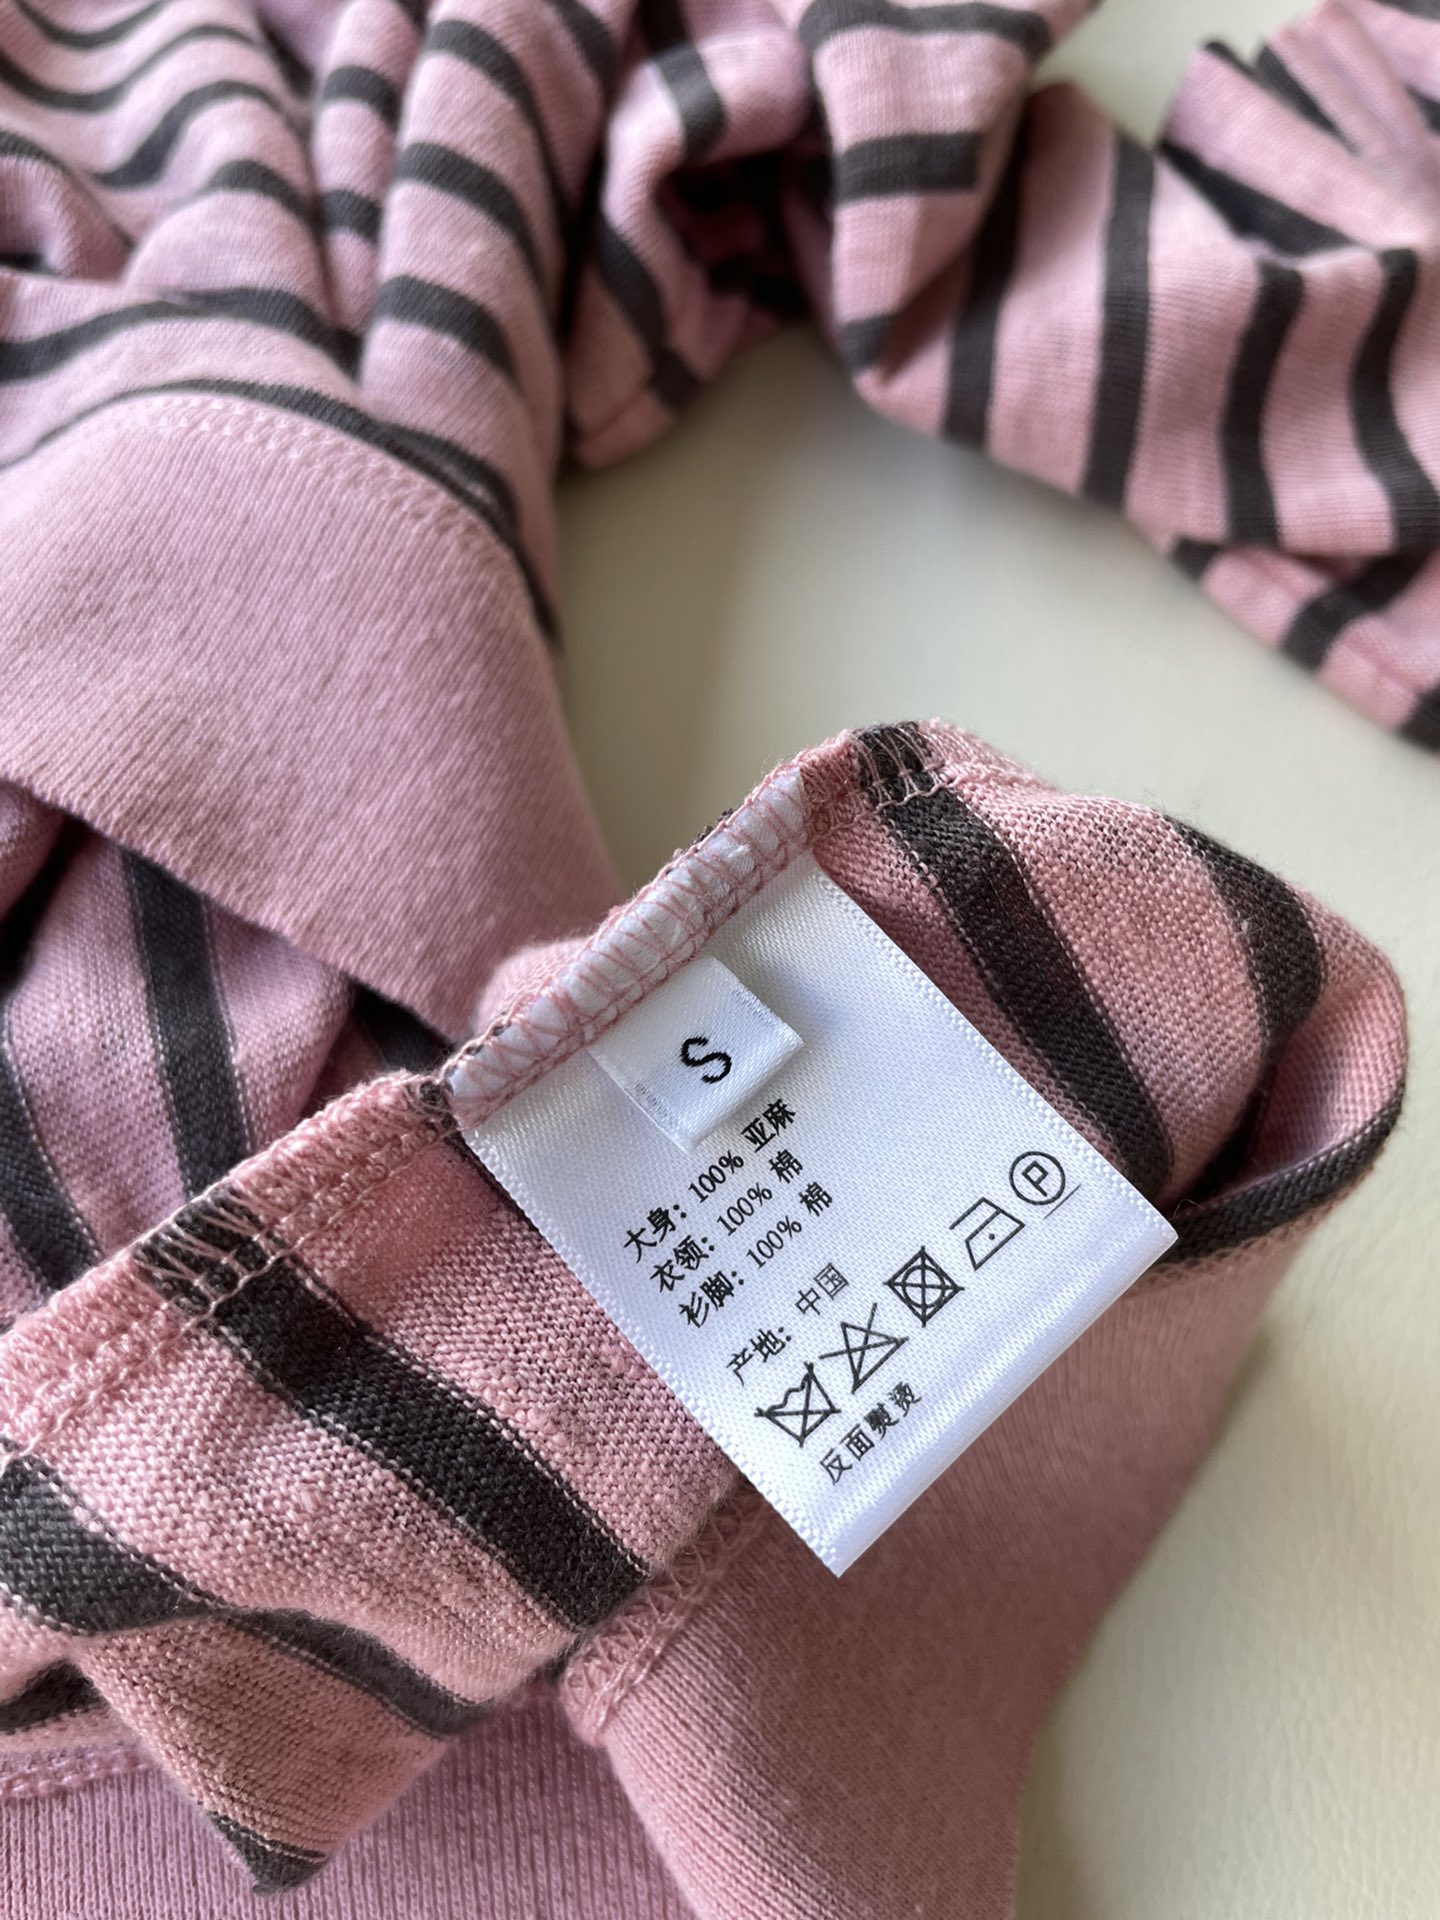 S
大身：100% 亚麻
衣领：100% 棉
衫脚：100% 棉
产地：中国
P
反面熨烫